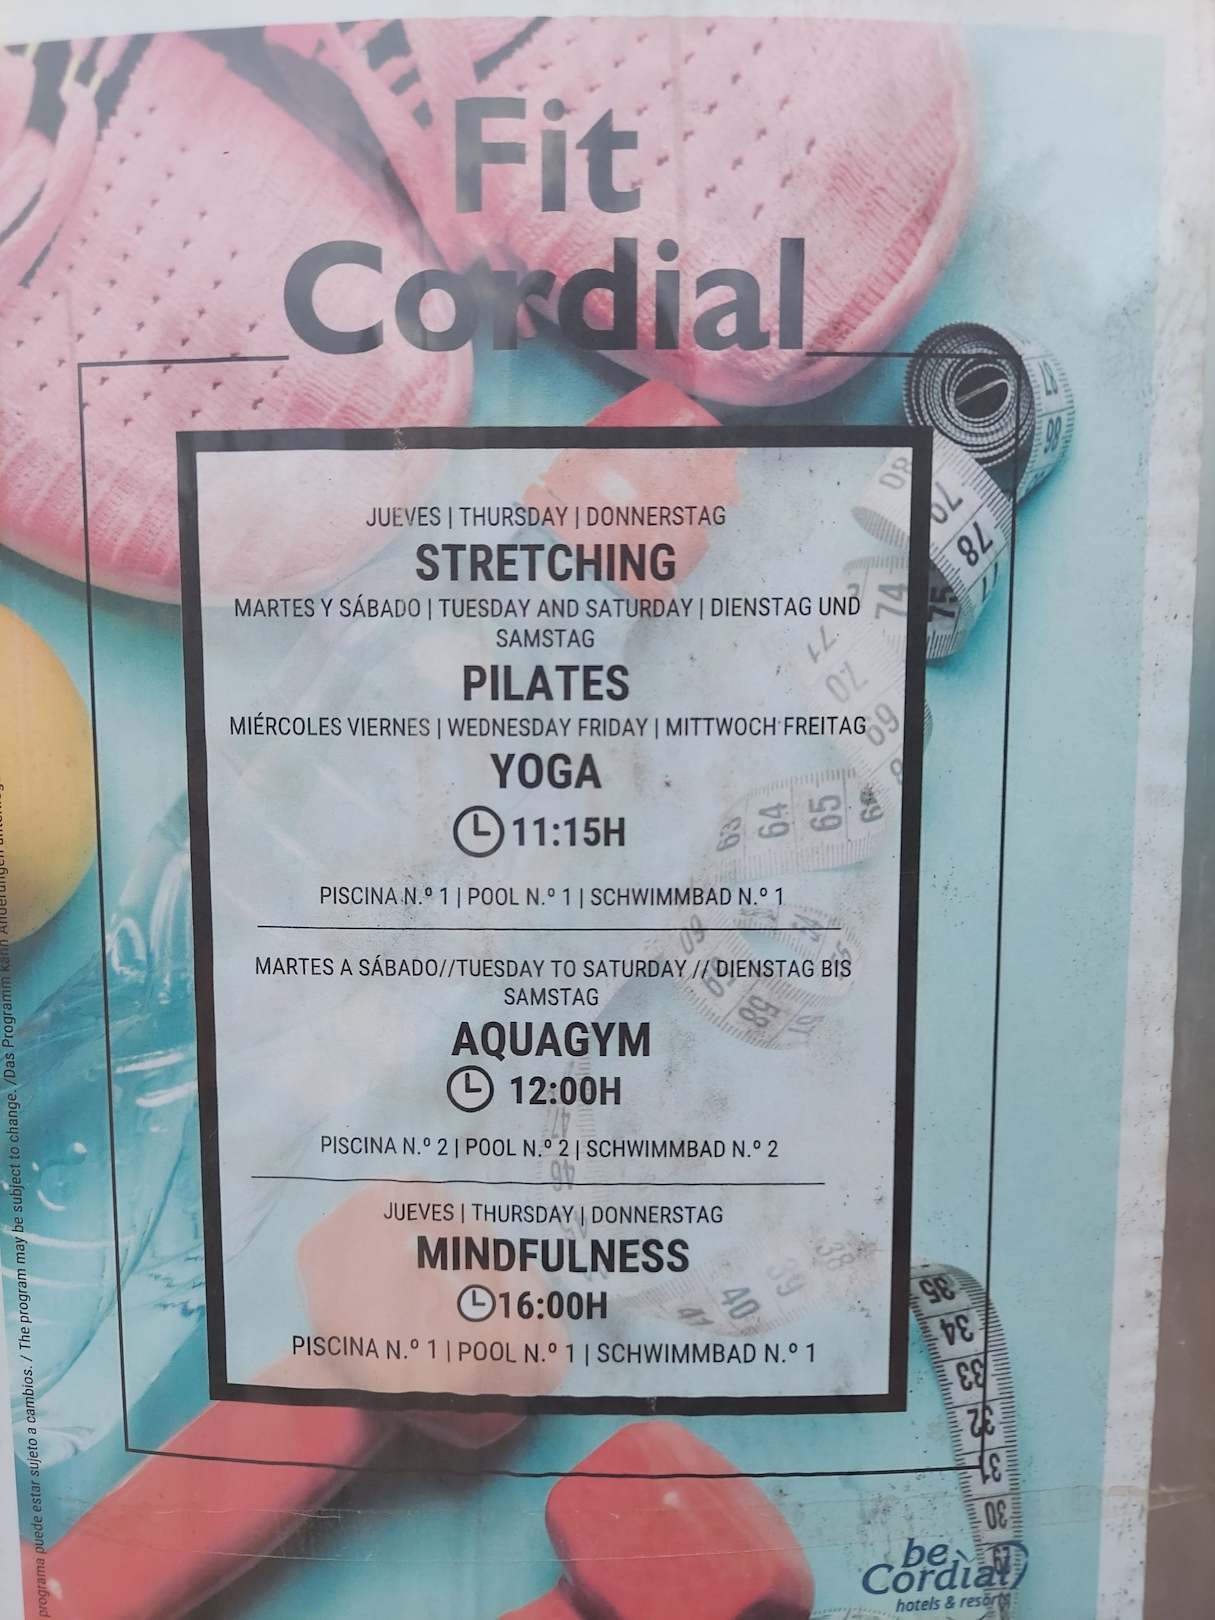 Fit
Cordial
JUEVES | THURSDAY | DONNERSTAG
STRETCHING
MARTES Y SÁBADO | TUESDAY AND SATURDAY | DIENSTAG UND
SAMSTAG
PILATES
MIÉRCOLES VIERNES | WEDNESDAY FRIDAY | MITTWOCH FREITAG
YOGA
11:15H
PISCINA N.º 1 | POOL N.º 1 | SCHWIMMBAD N.º 1
MARTES A SÁBADO//TUESDAY TO SATURDAY // DIENSTAG BIS
SAMSTAG
AQUAGYM
12:00H
PISCINA N.º 2 | POOL N.º 2 | SCHWIMMBAD N.º 2
JUEVES | THURSDAY | DONNERSTAG
MINDFULNESS
16:00H
PISCINA N.º 1 | POOL N.º 1 | SCHWIMMBAD N.º 1
programa puede estar sujeto a cambios. / The program may be subject to change. /Das Programm kann Änderungen
be
Cordial
hotels & resorts